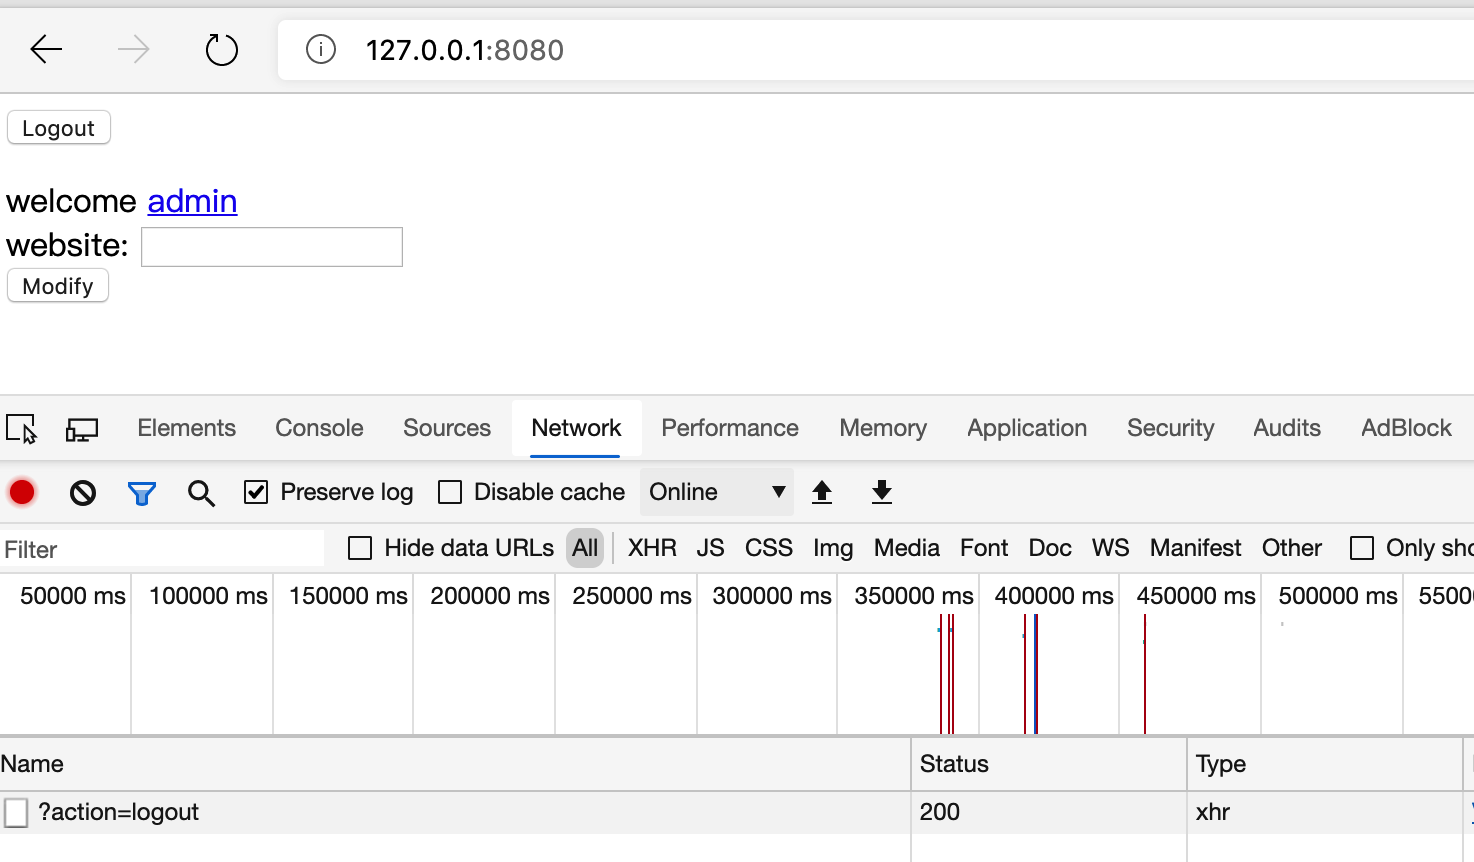 127.0.0.1:8080
Logout
welcome admin
website:
Modify
Elements Console Sources Network Performance Memory Application Security Audits AdBlock
Preserve log Disable cache Online
Filter Hide data URLs All XHR JS CSS Img Media Font Doc WS Manifest Other Only sho
50000 ms 100000 ms 150000 ms 200000 ms 250000 ms 300000 ms 350000 ms 400000 ms 450000 ms 500000 ms 5500
Name Status Type
?action=logout 200 xhr